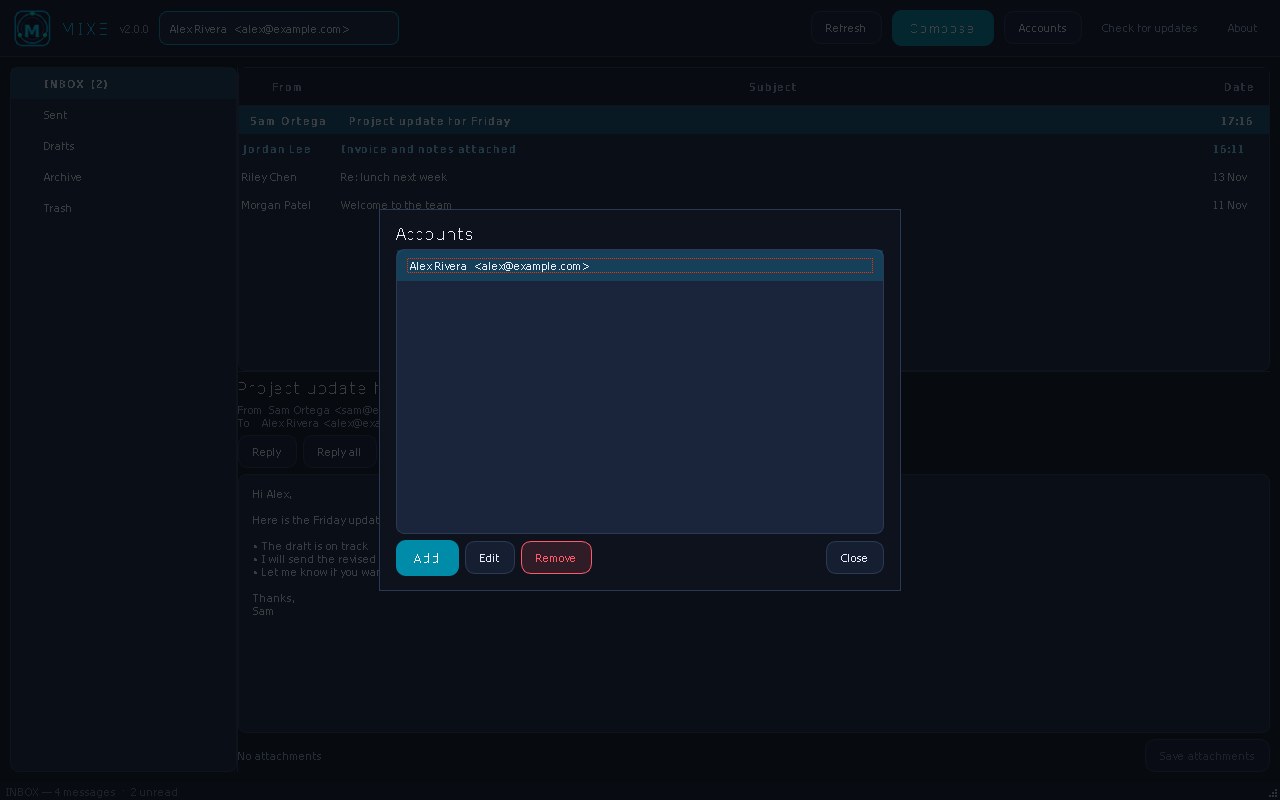 MIXE v2.0.0 Alex Rivera <alex@example.com> Refresh Compose Accounts Check for updates About
INBOX (2)
Sent
Drafts
Archive
Trash
From Subject Date
Sam Ortega Project update for Friday 17:16
Jordan Lee Invoice and notes attached 16:11
Riley Chen Re: lunch next week 13 Nov
Morgan Patel Welcome to the team 11 Nov
Accounts
Alex Rivera <alex@example.com>
Add Edit Remove Close
Project update
From Sam Ortega <sam@e
To Alex Rivera <alex@exa
Reply Reply all
Hi Alex,
Here is the Friday updat
• The draft is on track
• I will send the revised
• Let me know if you wan
Thanks,
Sam
No attachments Save attachments
INBOX — 4 messages · 2 unread